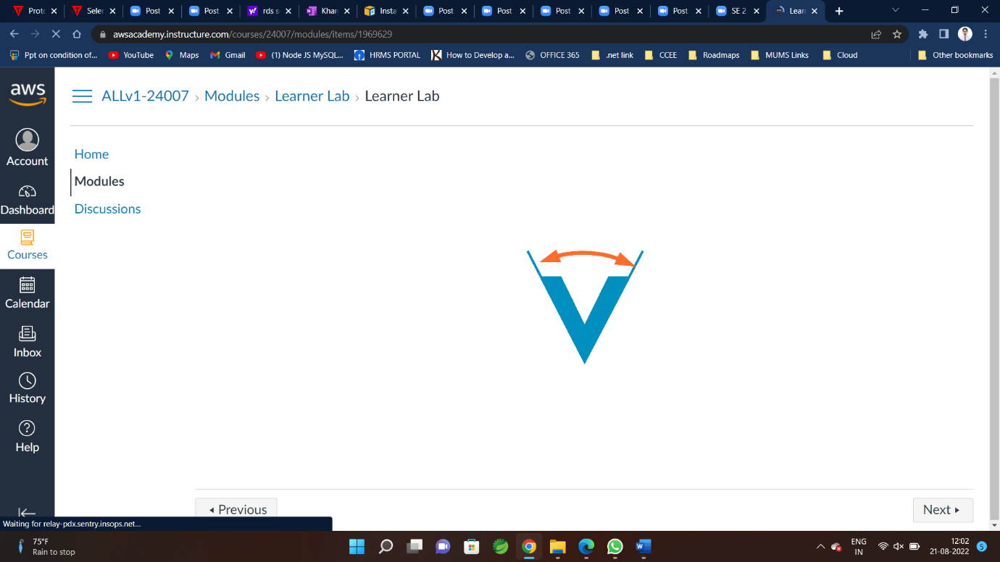 Proto
Seler
Post
Post
rds s
Khar
Insta
Post
Post
Post
Post
Post
SE 2
Lear
awsacademy.instructure.com/courses/24007/modules/items/1969629
Ppt on condition of...
YouTube
Maps
Gmail
(1) Node JS MySQL...
HRMS PORTAL
How to Develop a...
OFFICE 365
.net link
CCEE
Roadmaps
MUMS Links
Cloud
Other bookmarks
aws
ALLv1-24007 › Modules › Learner Lab › Learner Lab
Account
Dashboard
Courses
Calendar
Inbox
History
Help
Home
Modules
Discussions
Previous
Next
Waiting for relay-pdx.sentry.insops.net...
75°F
Rain to stop
ENG
IN
12:02
21-08-2022
5